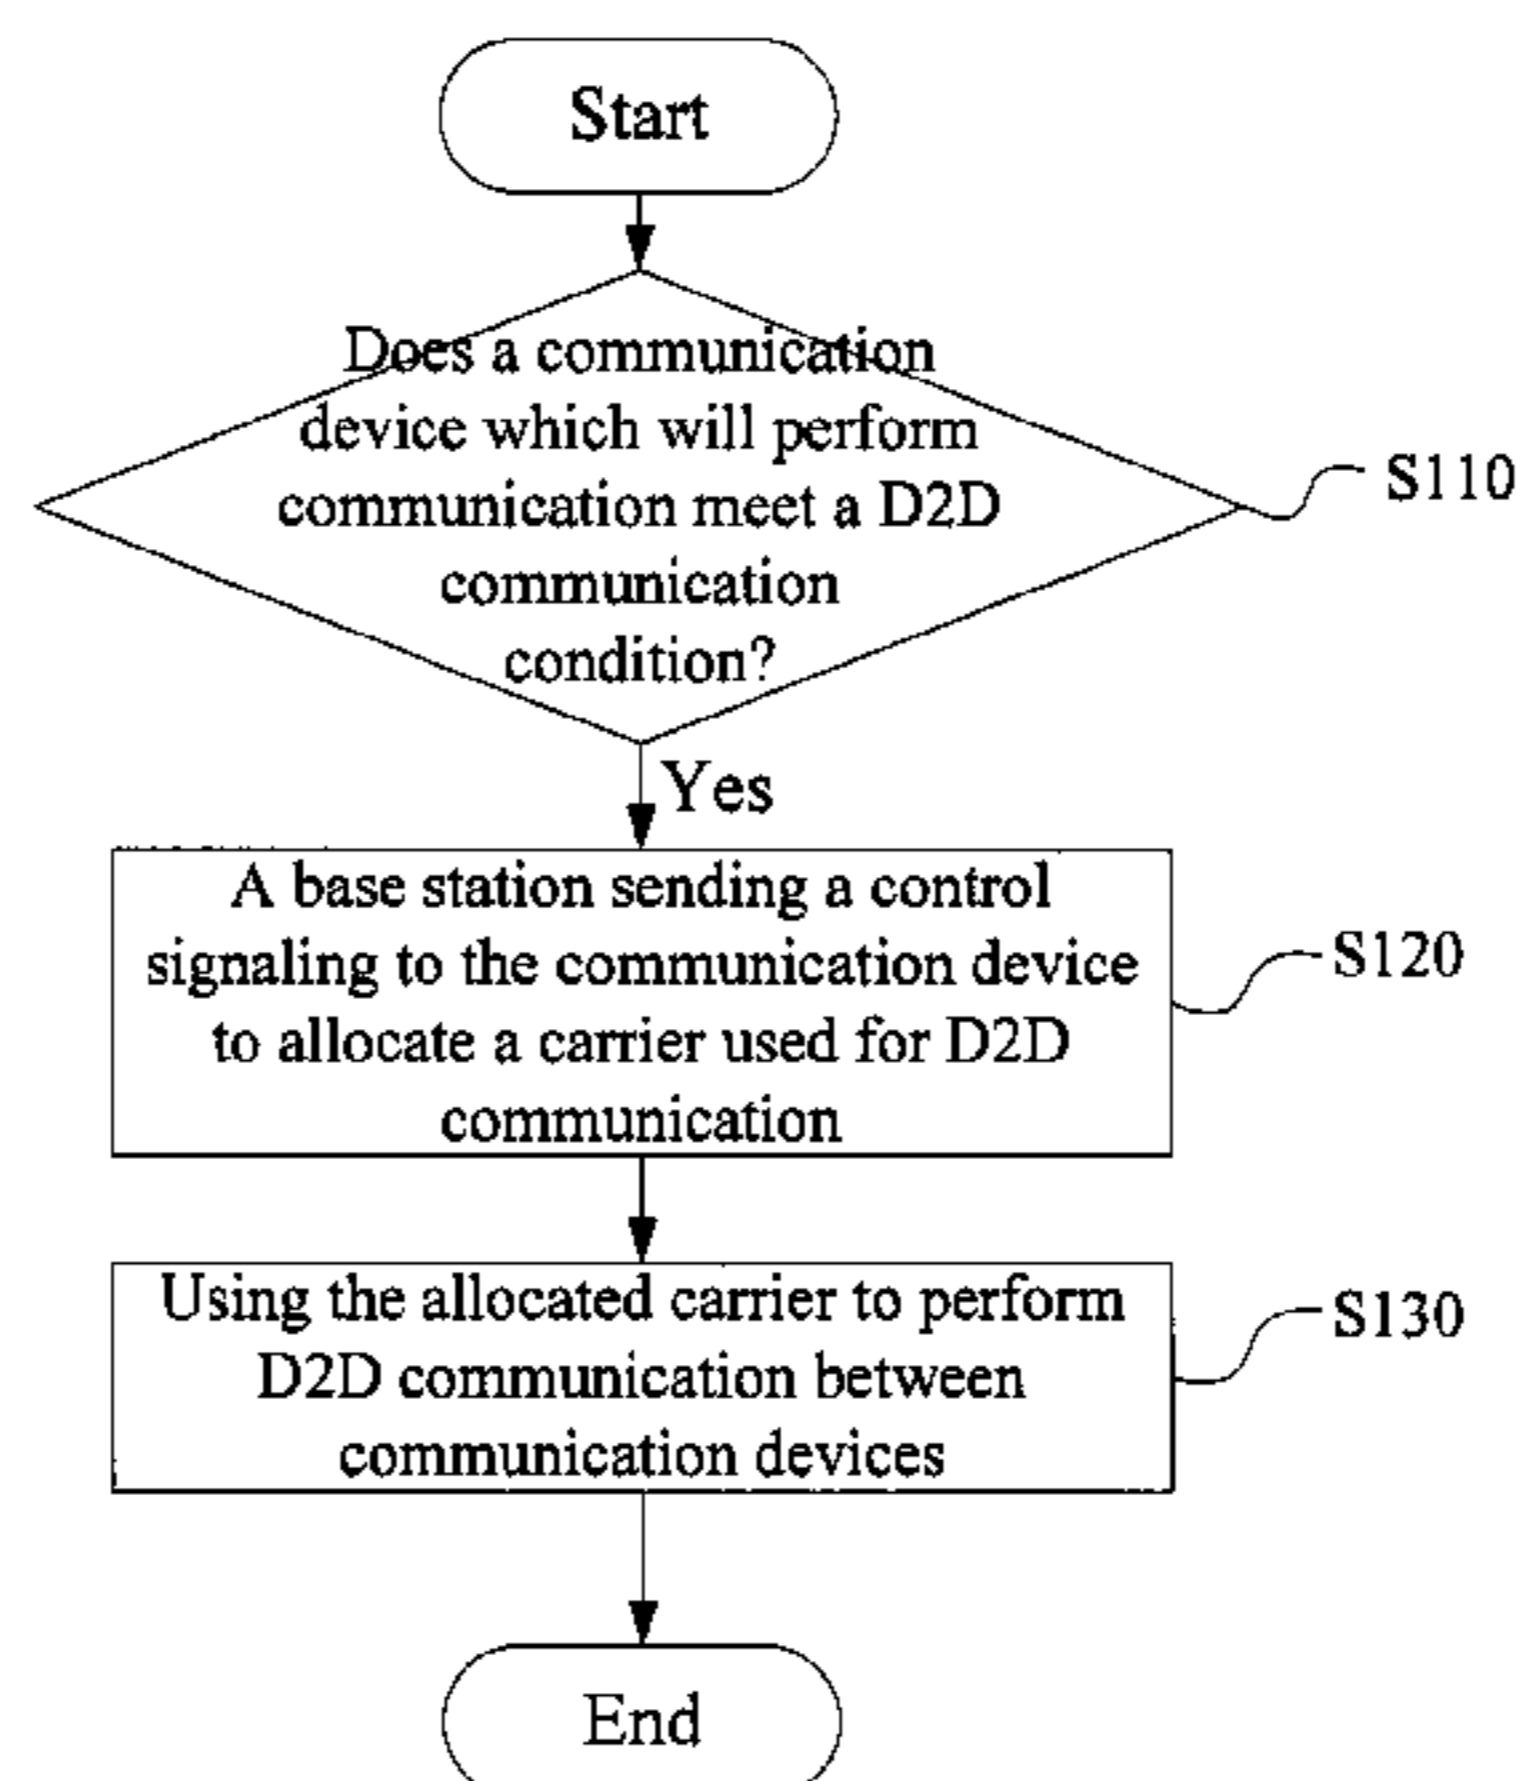 Start
Does a communication
device which will perform
communication meet a D2D
communication
condition?
S110
Yes
A base station sending a control
signaling to the communication device
to allocate a carrier used for D2D
communication
S120
Using the allocated carrier to perform
D2D communication between
communication devices
S130
End